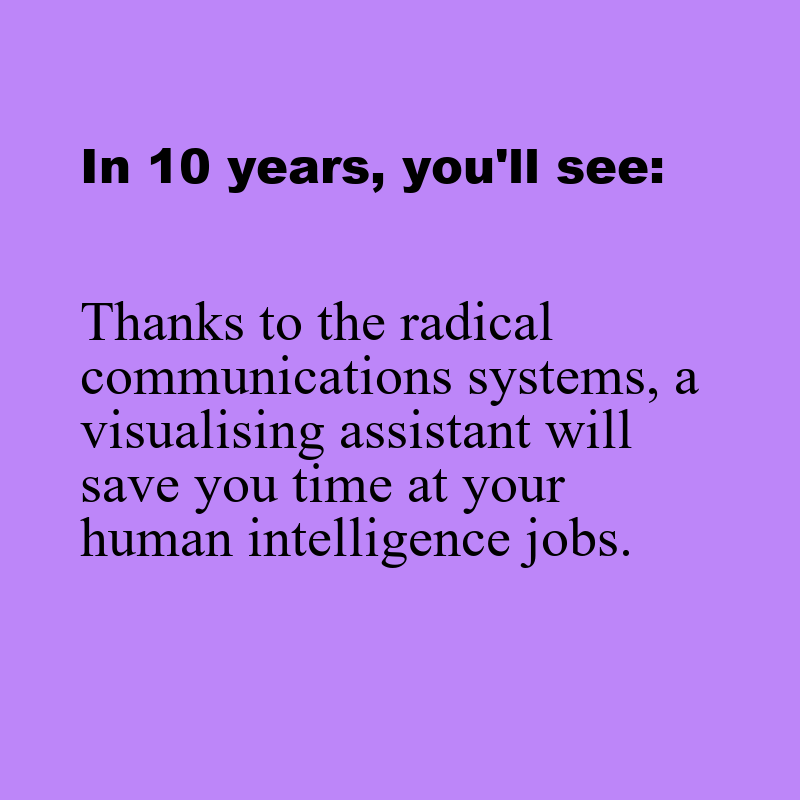 In 10 years, you'll see:
Thanks to the radical
communications systems, a
visualising assistant will
save you time at your
human intelligence jobs.